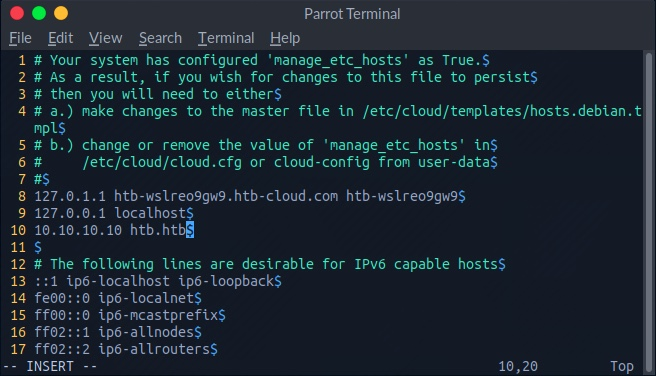 Parrot Terminal
File Edit View Search Terminal Help
1 # Your system has configured 'manage_etc_hosts' as True.$
2 # As a result, if you wish for changes to this file to persist$
3 # then you will need to either$
4 # a.) make changes to the master file in /etc/cloud/templates/hosts.debian.t
mpl$
5 # b.) change or remove the value of 'manage_etc_hosts' in$
6 #     /etc/cloud/cloud.cfg or cloud-config from user-data$
7 #$
8 127.0.1.1 htb-wslreo9gw9.htb-cloud.com htb-wslreo9gw9$
9 127.0.0.1 localhost$
10 10.10.10.10 htb.htb$
11 $
12 # The following lines are desirable for IPv6 capable hosts$
13 ::1 ip6-localhost ip6-loopback$
14 fe00::0 ip6-localnet$
15 ff00::0 ip6-mcastprefix$
16 ff02::1 ip6-allnodes$
17 ff02::2 ip6-allrouters$
-- INSERT -- 10,20 Top